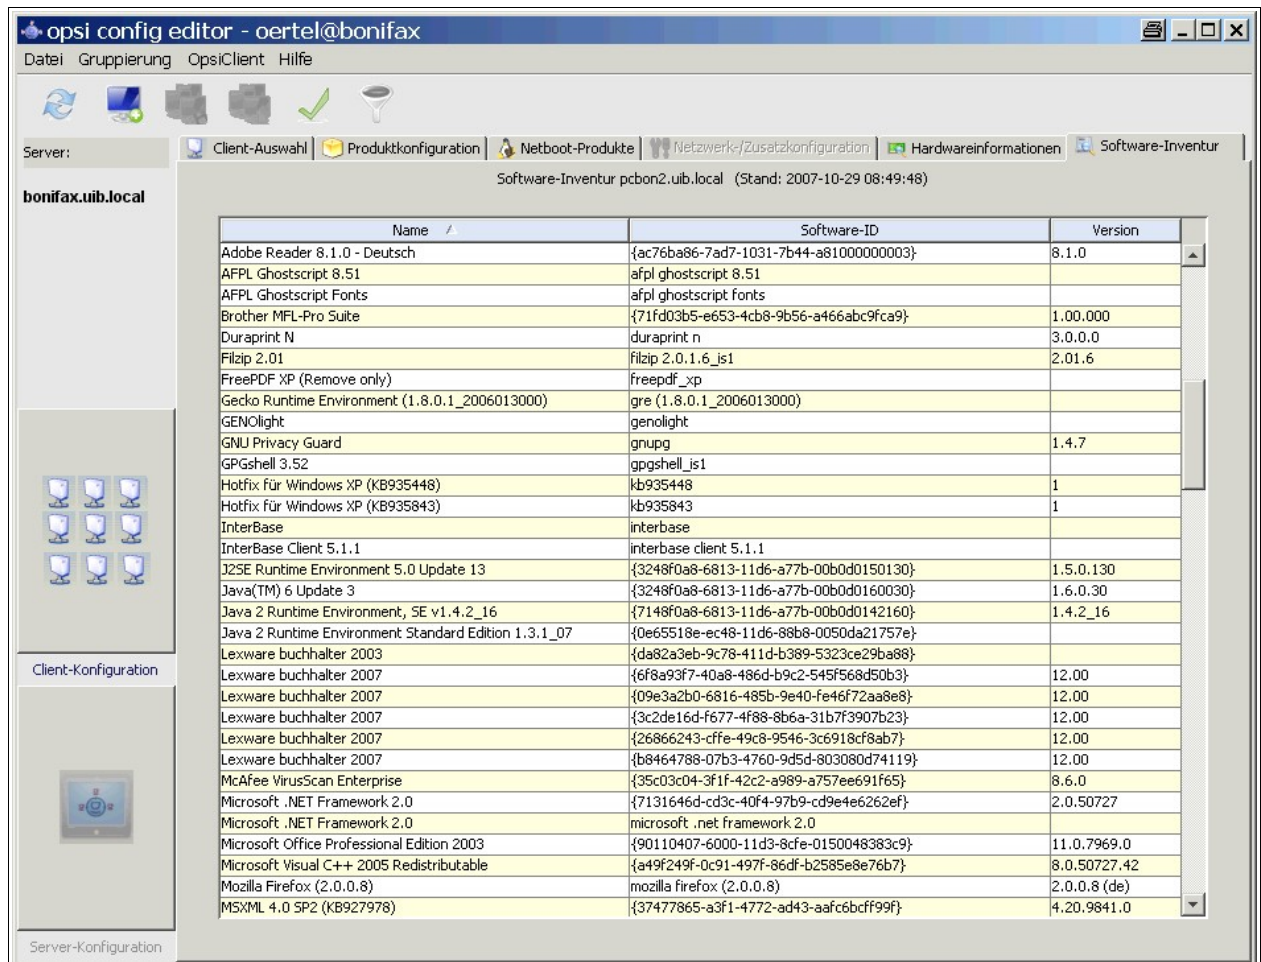 opsi config editor - oertel@bonifax
Datei Gruppierung OpsiClient Hilfe
Server:
bonifax.uib.local
Client-Konfiguration
Server-Konfiguration
Client-Auswahl Produktkonfiguration Netboot-Produkte Netzwerk-/Zusatzkonfiguration Hardwareinformationen Software-Inventur
Software-Inventur pcbon2.uib.local (Stand: 2007-10-29 08:49:48)
Name Software-ID Version
Adobe Reader 8.1.0 - Deutsch {ac76ba86-7ad7-1031-7b44-a81000000003} 8.1.0
AFPL Ghostscript 8.51 afpl ghostscript 8.51
AFPL Ghostscript Fonts afpl ghostscript fonts
Brother MFL-Pro Suite {71fd03b5-e653-4cb8-9b56-a466abc9fca9} 1.00.000
Duraprint N duraprint n 3.0.0.0
Filzip 2.01 filzip 2.0.1.6_is1 2.01.6
FreePDF XP (Remove only) freepdf_xp
Gecko Runtime Environment (1.8.0.1_2006013000) gre (1.8.0.1_2006013000)
GENOlight genolight
GNU Privacy Guard gnupg 1.4.7
GPGshell 3.52 gpgshell_is1
Hotfix für Windows XP (KB935448) kb935448 1
Hotfix für Windows XP (KB935843) kb935843 1
InterBase interbase
InterBase Client 5.1.1 interbase client 5.1.1
J2SE Runtime Environment 5.0 Update 13 {3248f0a8-6813-11d6-a77b-00b0d0150130} 1.5.0.130
Java(TM) 6 Update 3 {3248f0a8-6813-11d6-a77b-00b0d0160030} 1.6.0.30
Java 2 Runtime Environment, SE v1.4.2_16 {7148f0a8-6813-11d6-a77b-00b0d0142160} 1.4.2_16
Java 2 Runtime Environment Standard Edition 1.3.1_07 {0e65518e-ec48-11d6-88b8-0050da21757e}
Lexware buchhalter 2003 {da82a3eb-9c78-411d-b389-5323ce29ba88}
Lexware buchhalter 2007 {6f8a93f7-40a8-486d-b9c2-545f568d50b3} 12.00
Lexware buchhalter 2007 {09e3a2b0-6816-485b-9e40-fe46f72aa8e8} 12.00
Lexware buchhalter 2007 {3c2de16d-f677-4f88-8b6a-31b7f3907b23} 12.00
Lexware buchhalter 2007 {26866243-cffe-49c8-9546-3c6918cf8ab7} 12.00
Lexware buchhalter 2007 {b8464788-07b3-4760-9d5d-803080d74119} 12.00
McAfee VirusScan Enterprise {35c03c04-3f1f-42c2-a989-a757ee691f65} 8.6.0
Microsoft .NET Framework 2.0 {7131646d-cd3c-40f4-97b9-cd9e4e6262ef} 2.0.50727
Microsoft .NET Framework 2.0 microsoft .net framework 2.0
Microsoft Office Professional Edition 2003 {90110407-6000-11d3-8cfe-0150048383c9} 11.0.7969.0
Microsoft Visual C++ 2005 Redistributable {a49f249f-0c91-497f-86df-b2585e8e76b7} 8.0.50727.42
Mozilla Firefox (2.0.0.8) mozilla firefox (2.0.0.8) 2.0.0.8 (de)
MSXML 4.0 SP2 (KB927978) {37477865-a3f1-4772-ad43-aafc6bcff99f} 4.20.9841.0